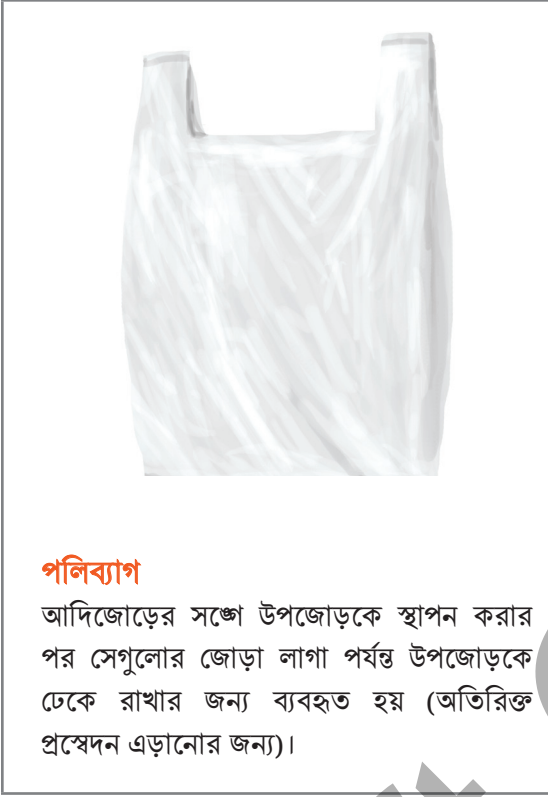 পলিব্যাগ
আদিজোড়ের সঙ্গে উপজোড়কে স্থাপন করার
পর সেগুলোর জোড়া লাগা পর্যন্ত উপজোড়কে
ঢেকে রাখার জন্য ব্যবহৃত হয় (অতিরিক্ত
প্রস্বেদন এড়ানোর জন্য)।